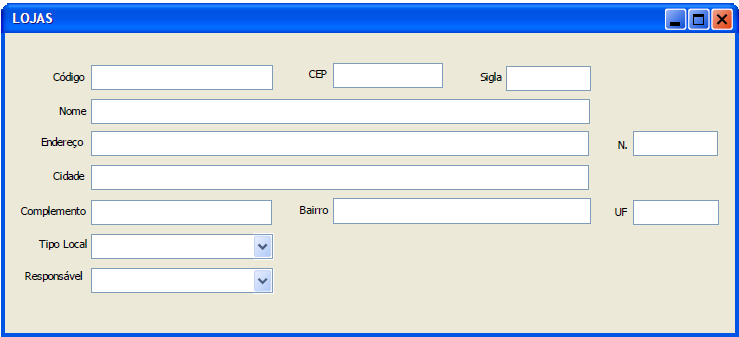 LOJAS
Código CEP Sigla
Nome
Endereço N.
Cidade
Complemento Bairro UF
Tipo Local
Responsável